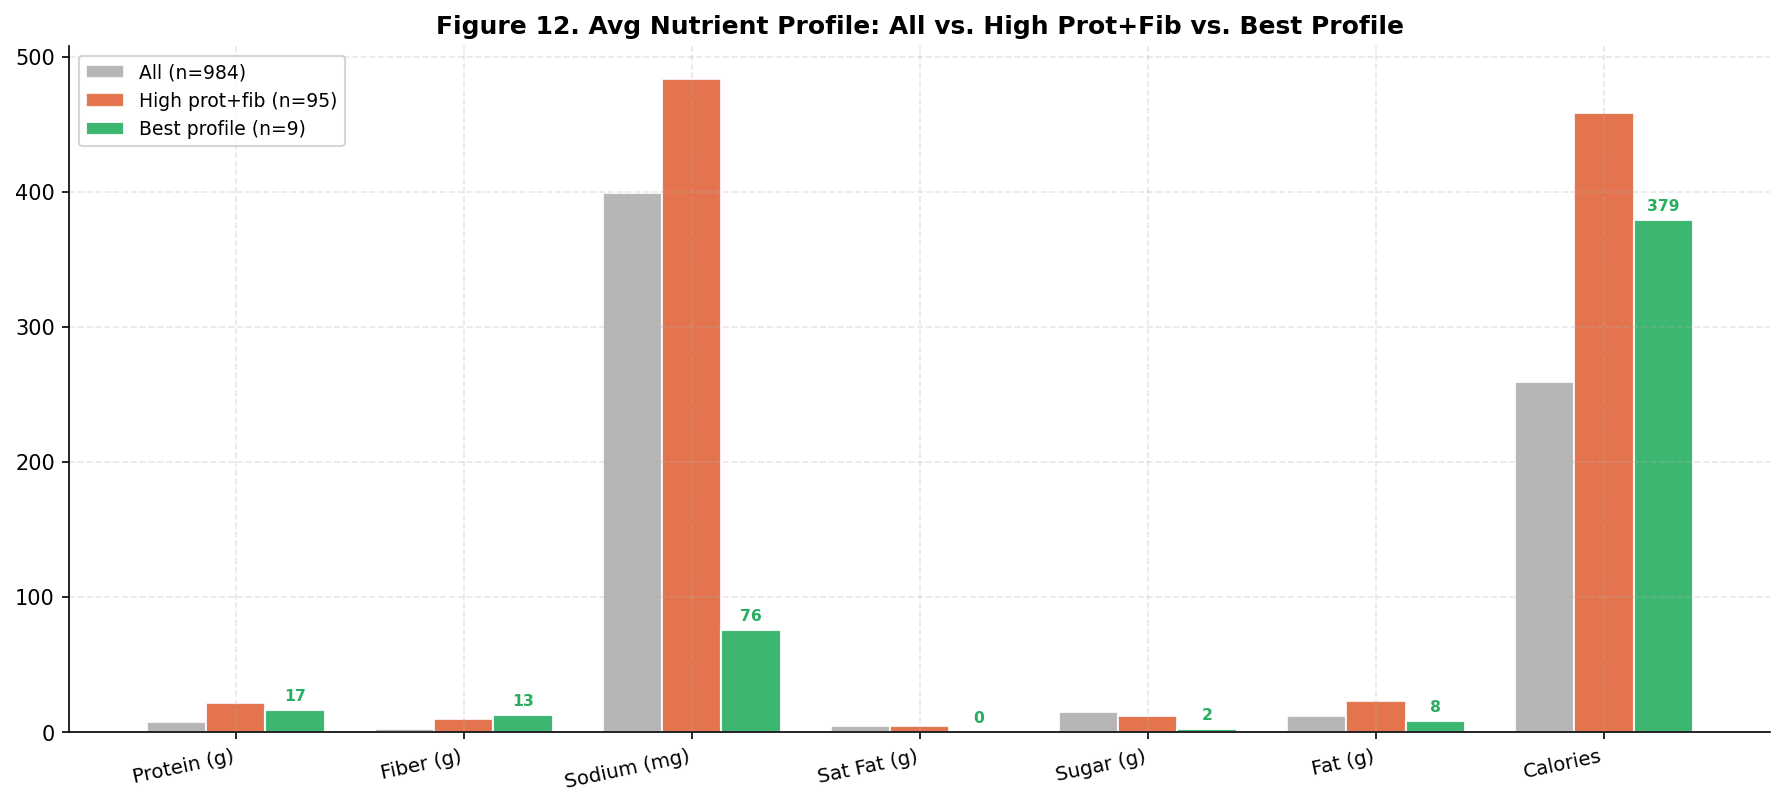 Figure 12. Avg Nutrient Profile: All vs. High Prot+Fib vs. Best Profile
All (n=984)
High prot+fib (n=95)
Best profile (n=9)
500
400
300
200
100
0
17
13
76
0
2
8
379
Protein (g)
Fiber (g)
Sodium (mg)
Sat Fat (g)
Sugar (g)
Fat (g)
Calories